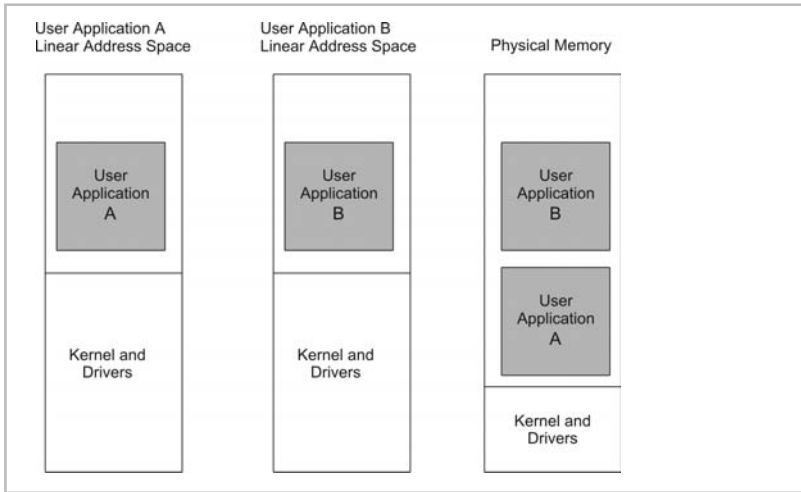 User Application A
Linear Address Space
User Application B
Linear Address Space
Physical Memory
User
Application
A
Kernel and
Drivers
User
Application
B
Kernel and
Drivers
User
Application
B
User
Application
A
Kernel and
Drivers